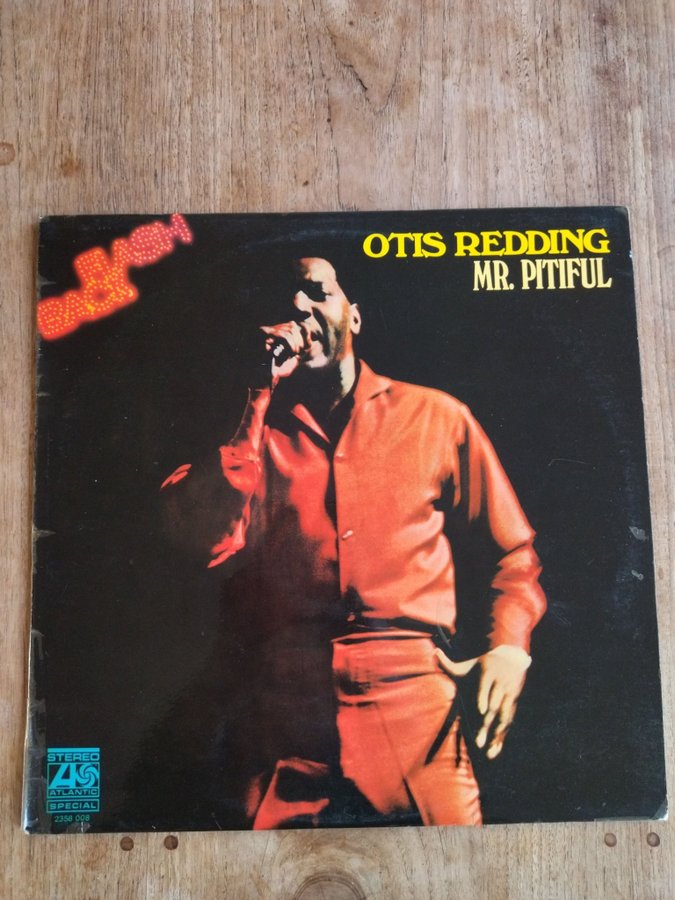 OTIS REDDING
MR. PITIFUL
STEREO
ATLANTIC
SPECIAL
2358 008